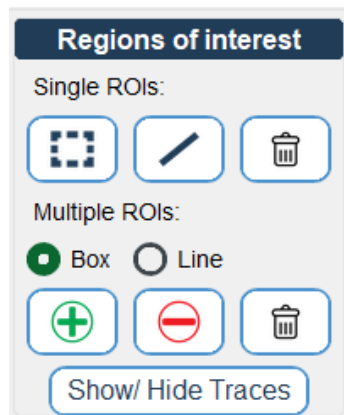 Regions of interest
Single ROIs:
Multiple ROIs:
Box Line
Show/ Hide Traces